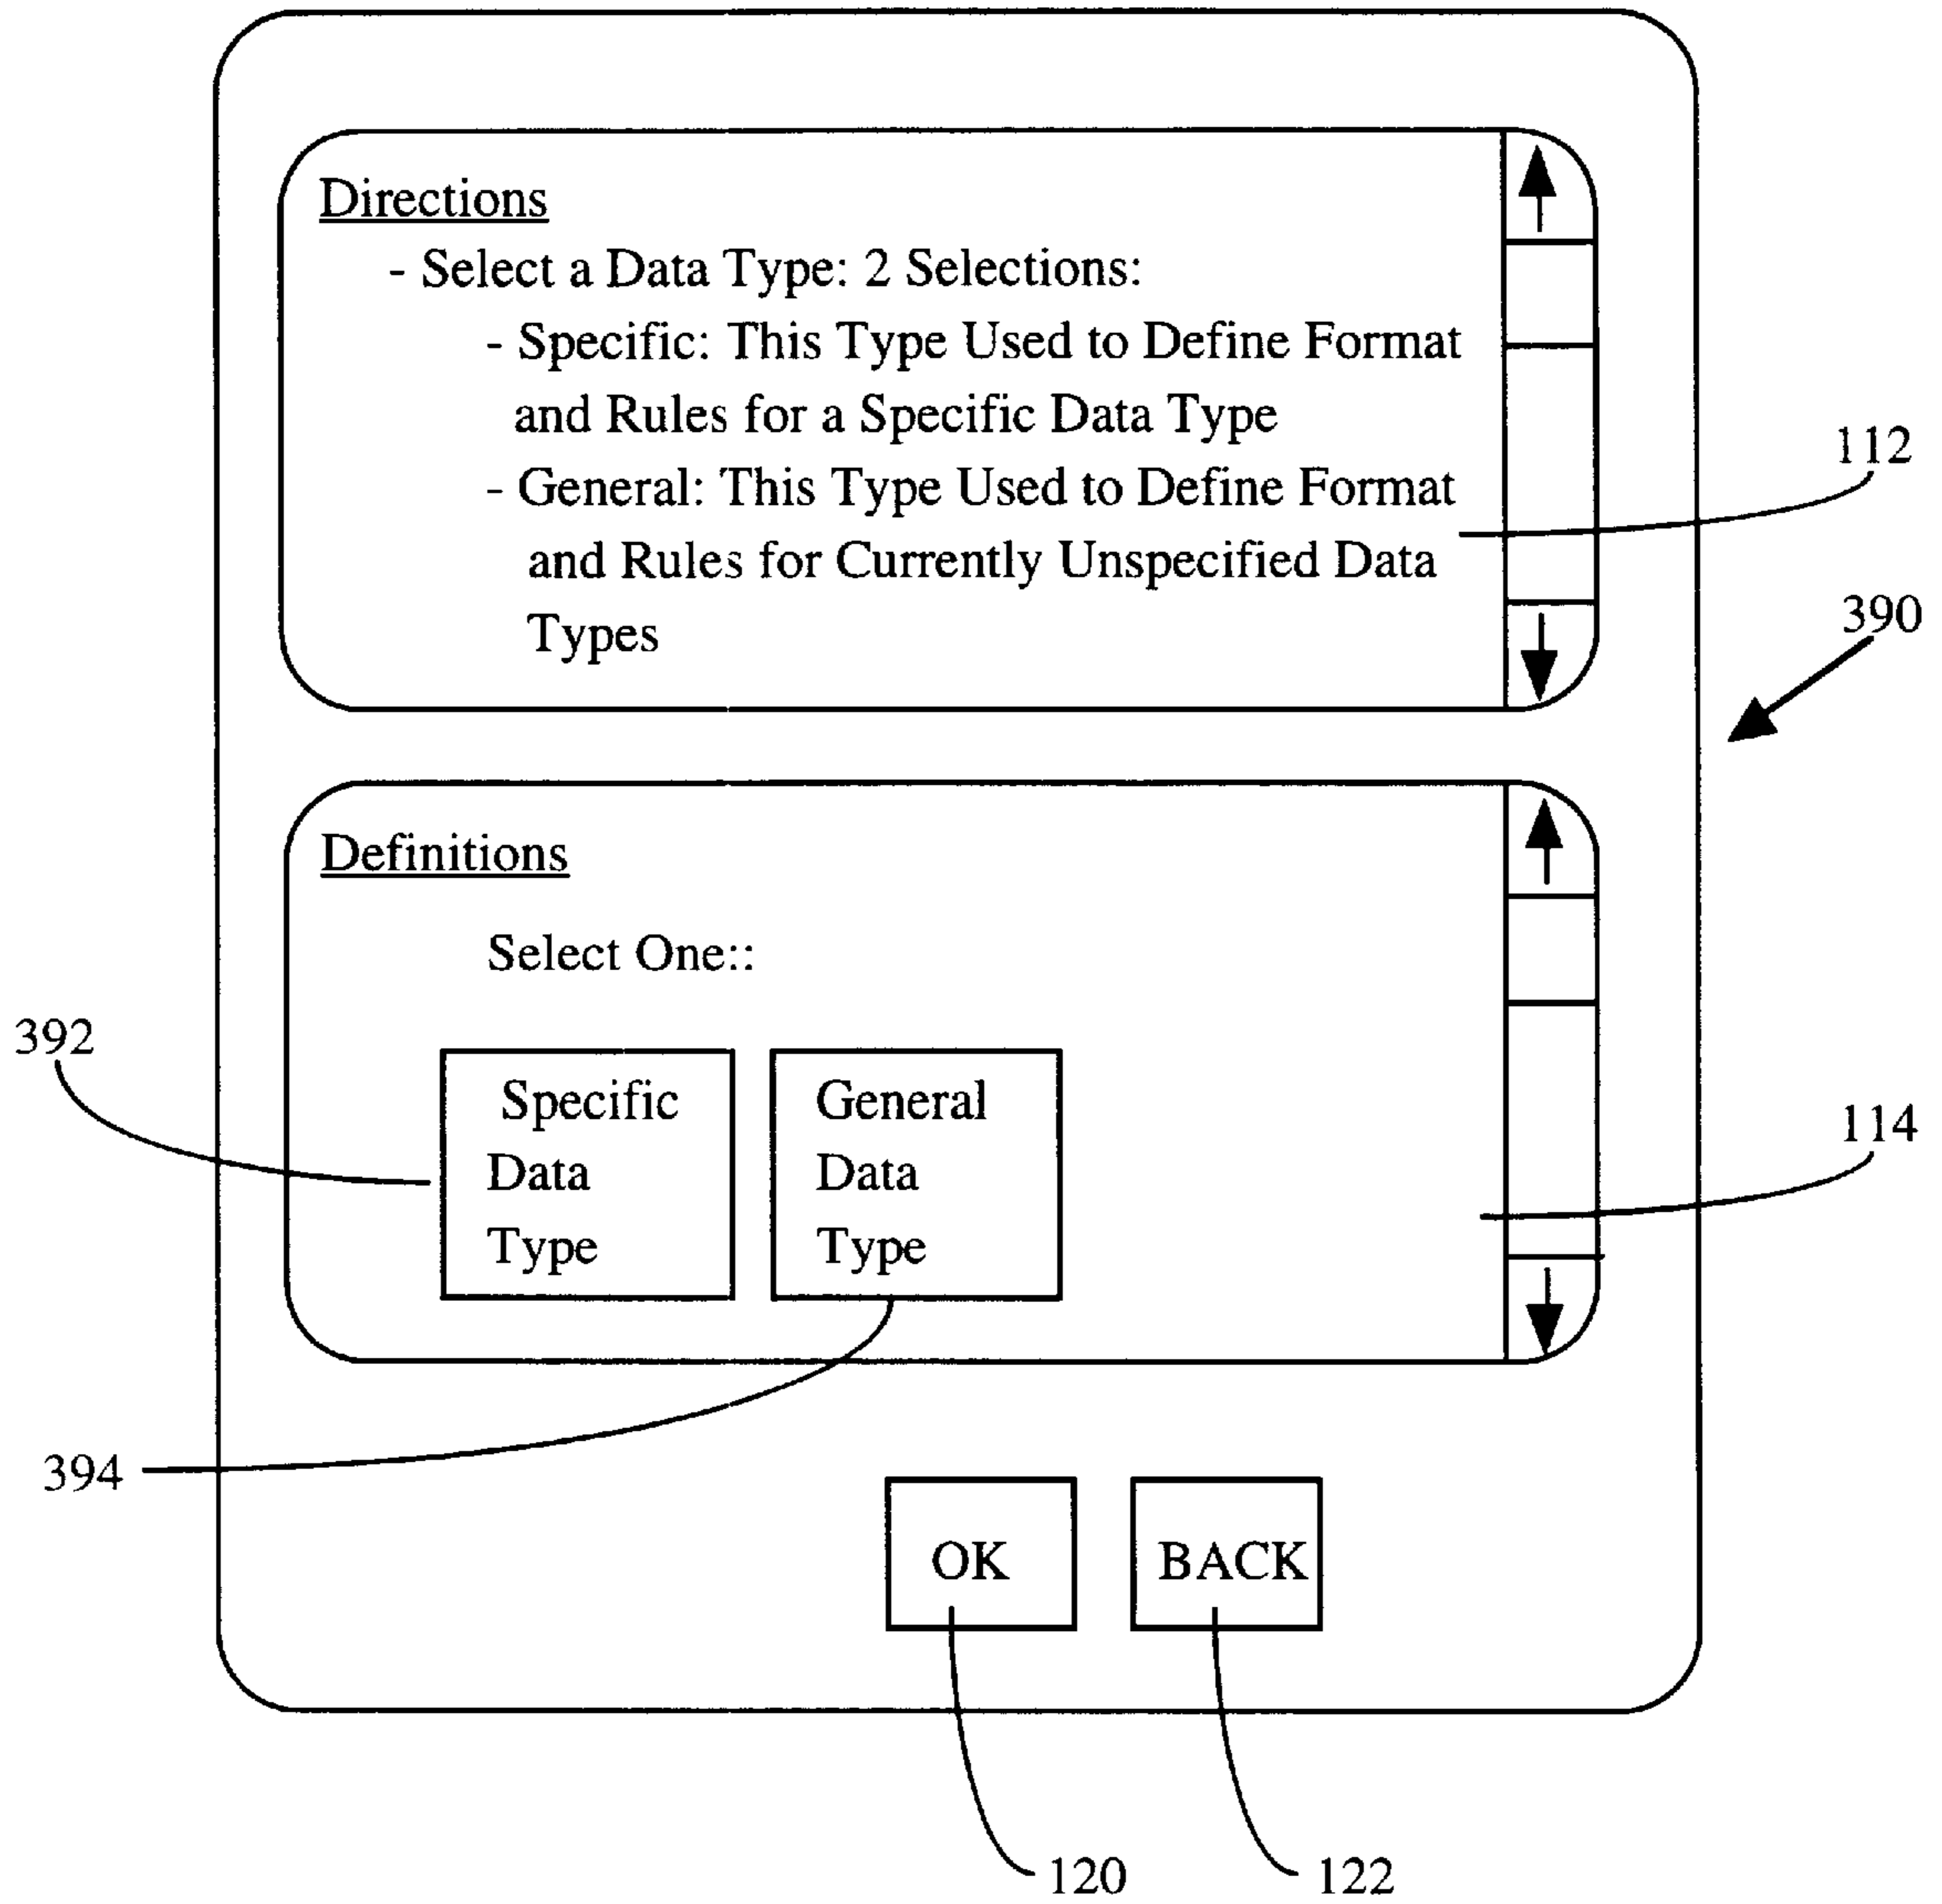 Directions
- Select a Data Type: 2 Selections:
- Specific: This Type Used to Define Format
and Rules for a Specific Data Type
- General: This Type Used to Define Format
and Rules for Currently Unspecified Data
Types
112
390
Definitions
Select One::
392
Specific
Data
Type
General
Data
Type
114
394
OK
BACK
120
122